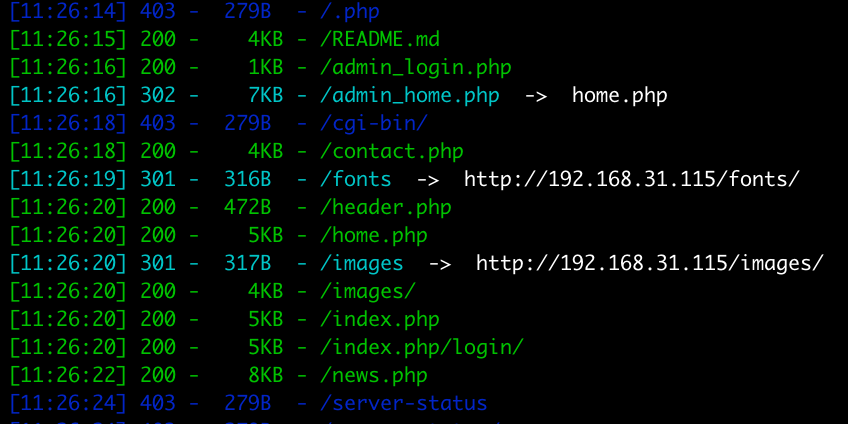 [11:26:14] 403 -  279B  - /.php
[11:26:15] 200 -    4KB - /README.md
[11:26:16] 200 -    1KB - /admin_login.php
[11:26:16] 302 -    7KB - /admin_home.php  ->  home.php
[11:26:18] 403 -  279B  - /cgi-bin/
[11:26:18] 200 -    4KB - /contact.php
[11:26:19] 301 -  316B  - /fonts  ->  http://192.168.31.115/fonts/
[11:26:20] 200 -  472B  - /header.php
[11:26:20] 200 -    5KB - /home.php
[11:26:20] 301 -  317B  - /images  ->  http://192.168.31.115/images/
[11:26:20] 200 -    4KB - /images/
[11:26:20] 200 -    5KB - /index.php
[11:26:20] 200 -    5KB - /index.php/login/
[11:26:22] 200 -    8KB - /news.php
[11:26:24] 403 -  279B  - /server-status